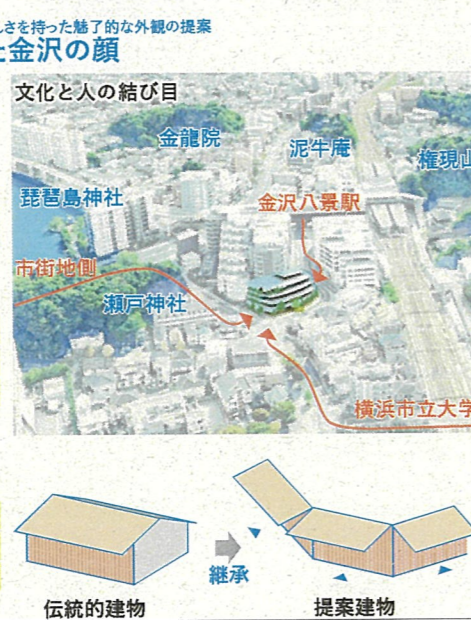 しさを持った魅了的な外観の提案
た金沢の顔
文化と人の結び目
金龍院
泥牛庵
権現山
琵琶島神社
金沢八景駅
市街地側
瀬戸神社
横浜市立大学
継承
伝統的建物
提案建物